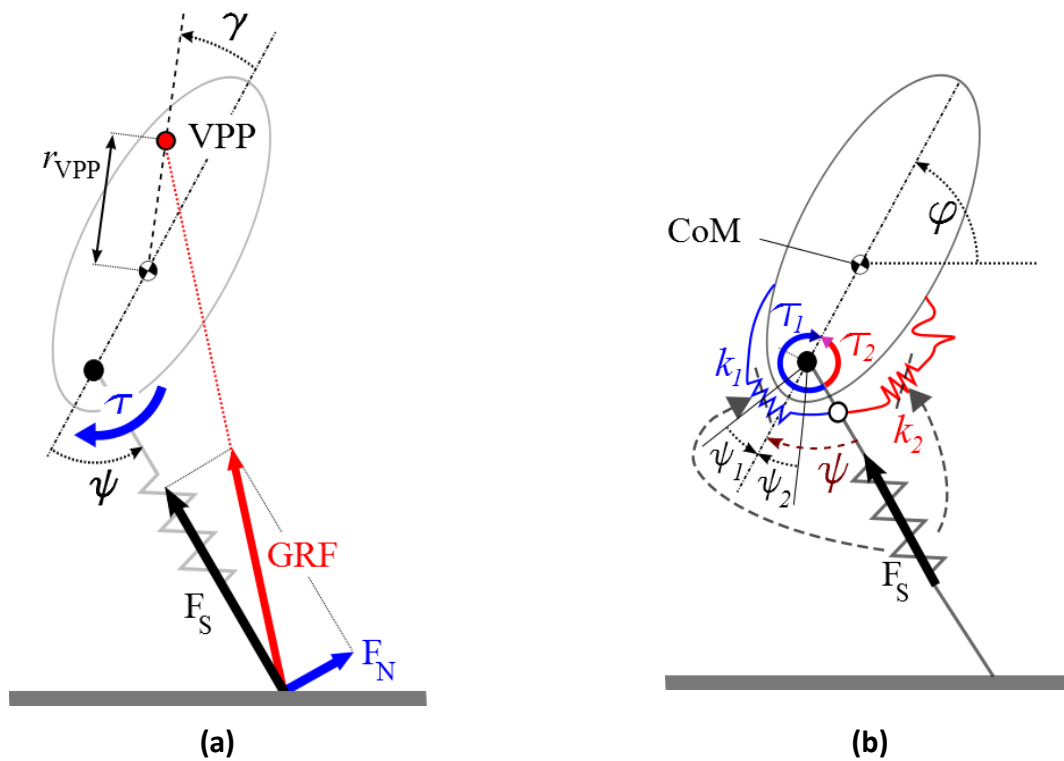 γ
VPP
r_VPP
τ
ψ
GRF
F_S
F_N
(a)
CoM
φ
τ_1
τ_2
k_1
k_2
ψ_1
ψ_2
ψ
F_S
(b)